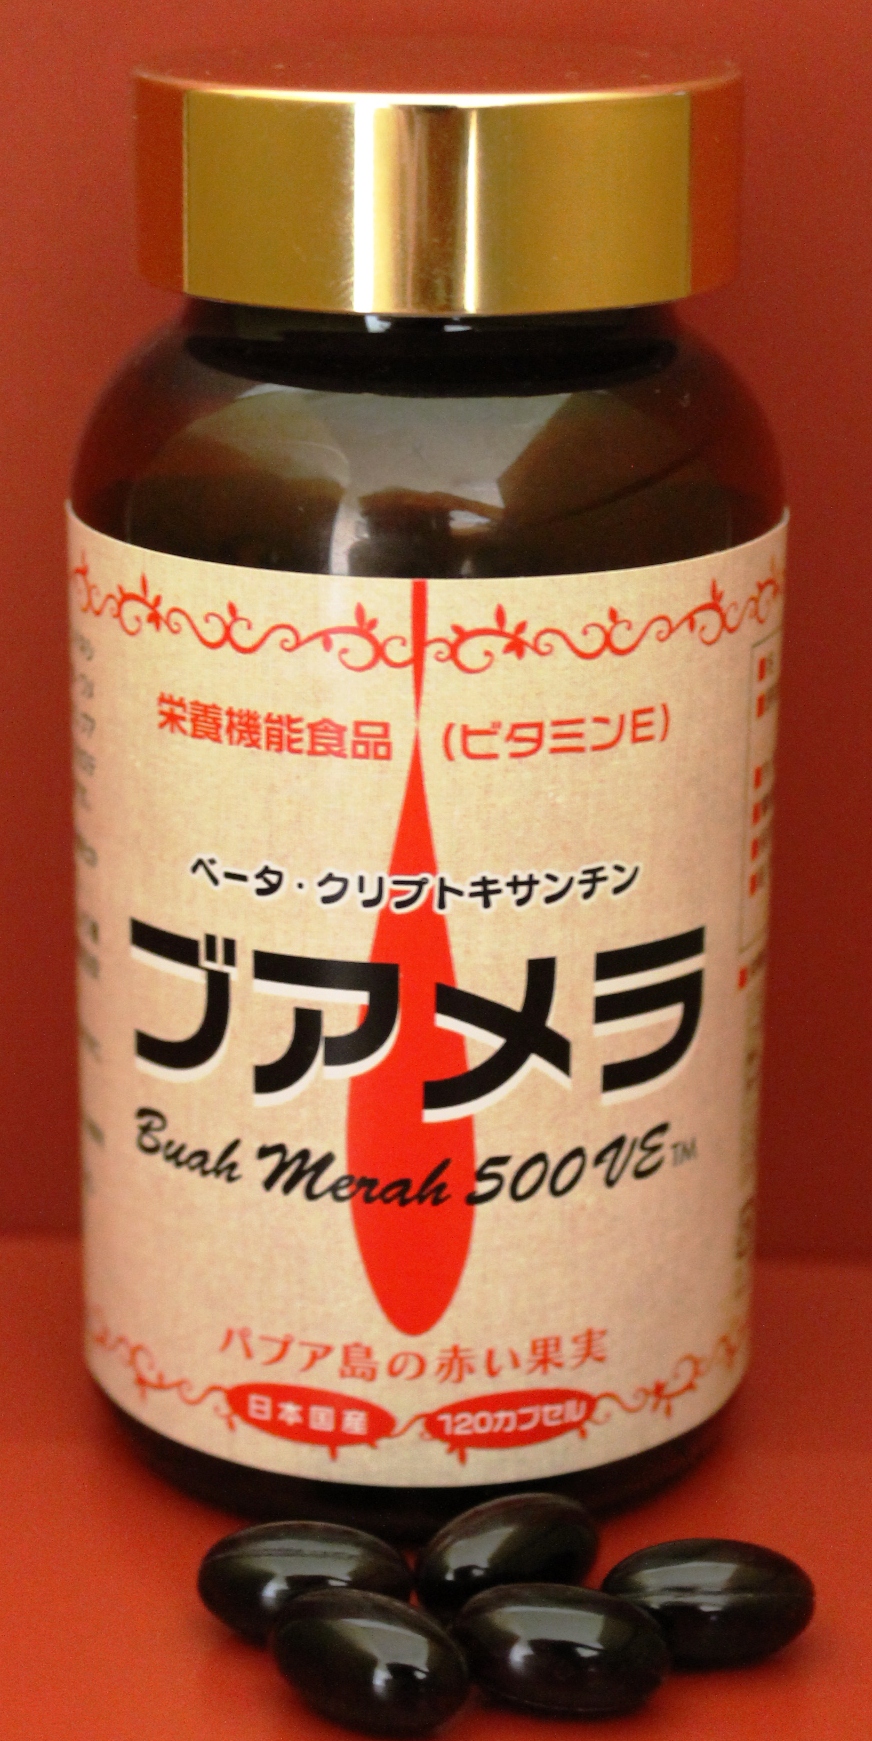 栄養機能食品 (ビタミンE)
ベータ・クリプトキサンチン
ブアメラ
Buah Merah 500VE™
パプア島の赤い果実
日本国産 120カプセル